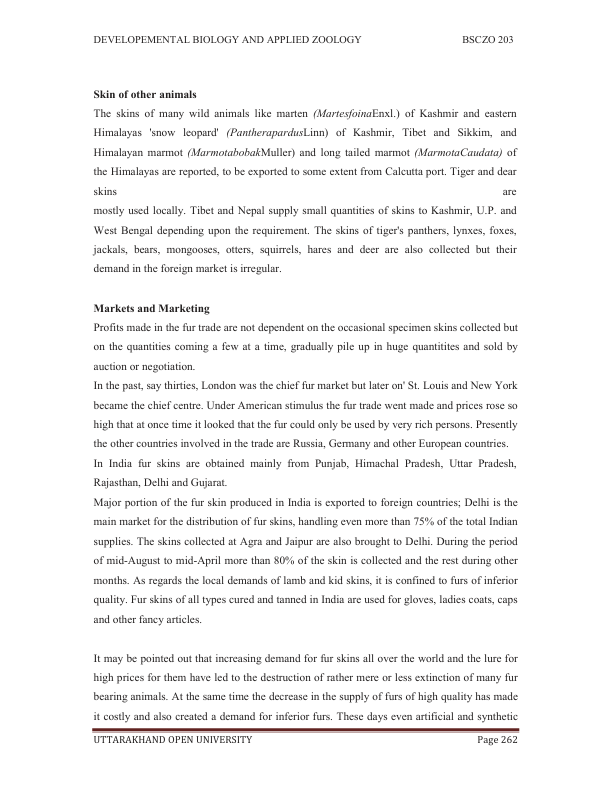 DEVELOPEMENTAL BIOLOGY AND APPLIED ZOOLOGY BSCZO 203
Skin of other animals
The skins of many wild animals like marten (MartesfoinaEnxl.) of Kashmir and eastern
Himalayas 'snow leopard' (PantherapardusLinn) of Kashmir, Tibet and Sikkim, and
Himalayan marmot (MarmotabobakMuller) and long tailed marmot (MarmotaCaudata) of
the Himalayas are reported, to be exported to some extent from Calcutta port. Tiger and dear
skins are
mostly used locally. Tibet and Nepal supply small quantities of skins to Kashmir, U.P. and
West Bengal depending upon the requirement. The skins of tiger's panthers, lynxes, foxes,
jackals, bears, mongooses, otters, squirrels, hares and deer are also collected but their
demand in the foreign market is irregular.
Markets and Marketing
Profits made in the fur trade are not dependent on the occasional specimen skins collected but
on the quantities coming a few at a time, gradually pile up in huge quantitites and sold by
auction or negotiation.
In the past, say thirties, London was the chief fur market but later on' St. Louis and New York
became the chief centre. Under American stimulus the fur trade went made and prices rose so
high that at once time it looked that the fur could only be used by very rich persons. Presently
the other countries involved in the trade are Russia, Germany and other European countries.
In India fur skins are obtained mainly from Punjab, Himachal Pradesh, Uttar Pradesh,
Rajasthan, Delhi and Gujarat.
Major portion of the fur skin produced in India is exported to foreign countries; Delhi is the
main market for the distribution of fur skins, handling even more than 75% of the total Indian
supplies. The skins collected at Agra and Jaipur are also brought to Delhi. During the period
of mid-August to mid-April more than 80% of the skin is collected and the rest during other
months. As regards the local demands of lamb and kid skins, it is confined to furs of inferior
quality. Fur skins of all types cured and tanned in India are used for gloves, ladies coats, caps
and other fancy articles.
It may be pointed out that increasing demand for fur skins all over the world and the lure for
high prices for them have led to the destruction of rather mere or less extinction of many fur
bearing animals. At the same time the decrease in the supply of furs of high quality has made
it costly and also created a demand for inferior furs. These days even artificial and synthetic
UTTARAKHAND OPEN UNIVERSITY Page 262